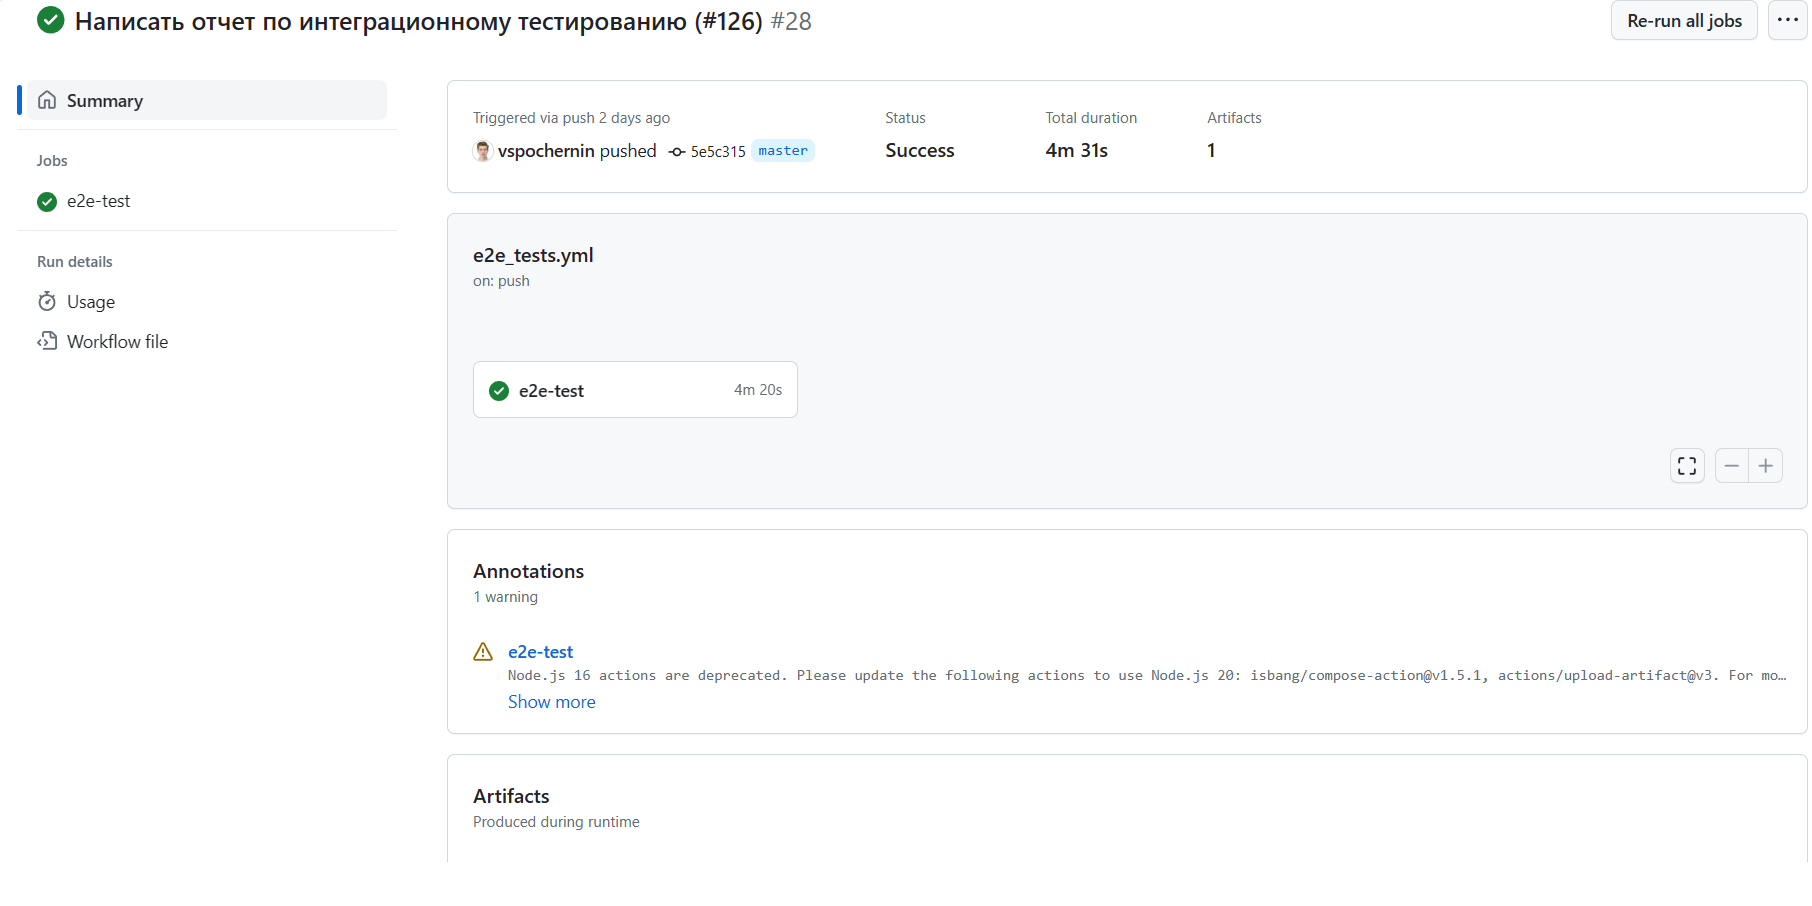 Написать отчет по интеграционному тестированию (#126) #28
Re-run all jobs
Summary
Jobs
e2e-test
Run details
Usage
Workflow file
Triggered via push 2 days ago
vspochernin pushed 5e5c315 master
Status
Success
Total duration
4m 31s
Artifacts
1
e2e_tests.yml
on: push
e2e-test 4m 20s
Annotations
1 warning
e2e-test
Node.js 16 actions are deprecated. Please update the following actions to use Node.js 20: isbang/compose-action@v1.5.1, actions/upload-artifact@v3. For mo…
Show more
Artifacts
Produced during runtime